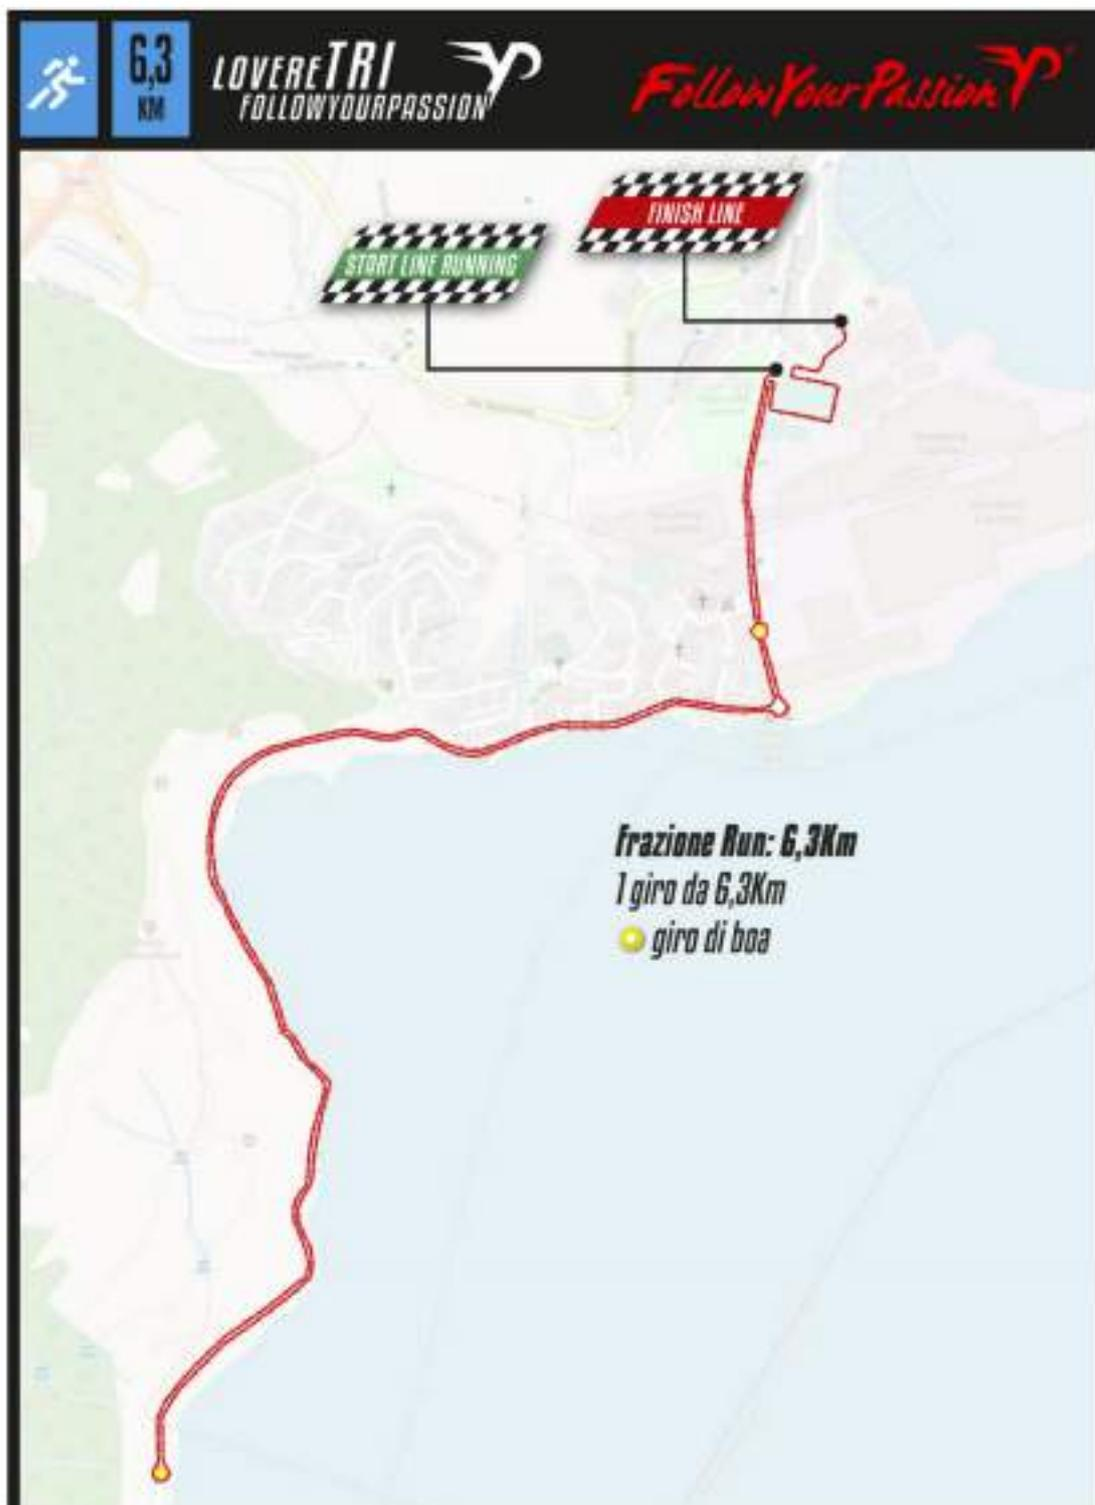 6,3
KM
LOVERE TRI
FOLLOWYOURPASSION
FollowYourPassion
FINISH LINE
STORT LINE RUNNING
Frazione Run: 6,3Km
1 giro da 6,3Km
giro di boa